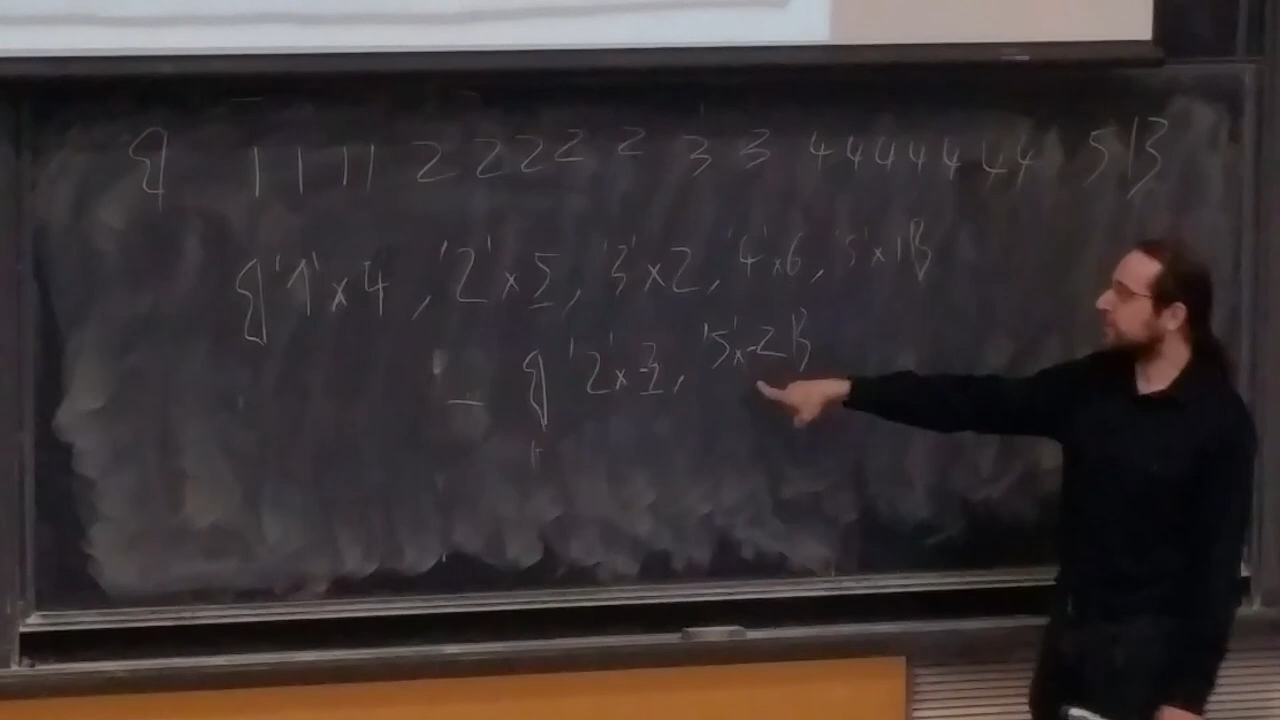 { 1 1 1 1 2 2 2 2 2 3 3 4 4 4 4 4 4 4 5 }
{ '1' x 4 , '2' x 5 , '3' x 2 , '4' x 6 , '5' x 1 }
- { '2' x -3 , '5' x -2 }